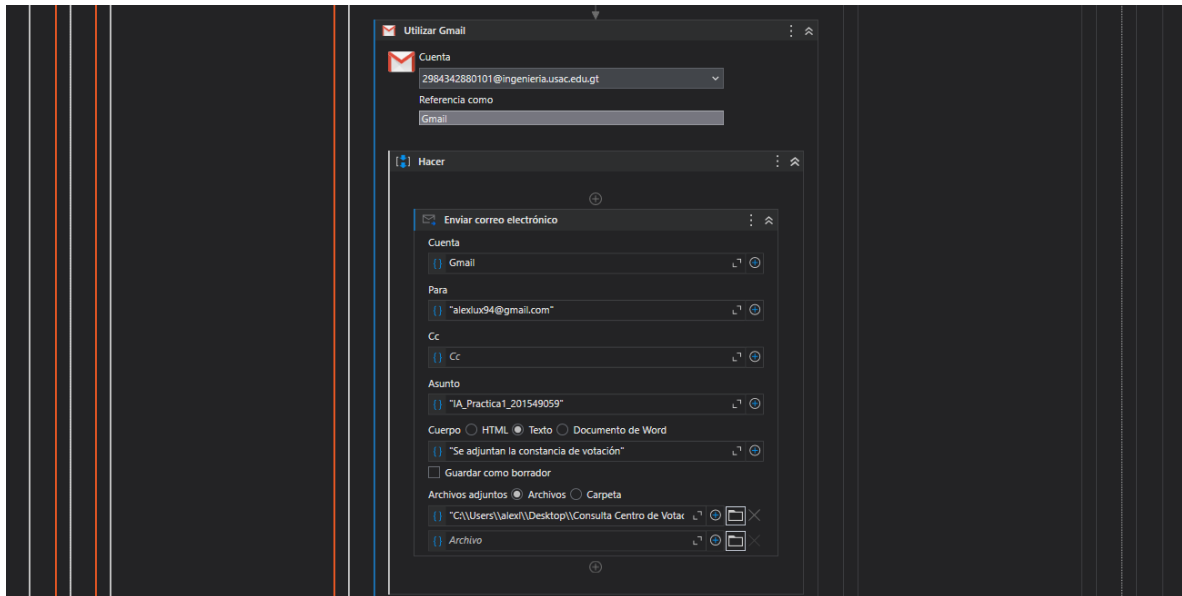 Utilizar Gmail
Cuenta
2984342880101@ingenieria.usac.edu.gt
Referencia como
Gmail
Hacer
Enviar correo electrónico
Cuenta
Gmail
Para
"alexlux94@gmail.com"
Cc
Cc
Asunto
"IA_Practica1_201549059"
Cuerpo HTML Texto Documento de Word
"Se adjuntan la constancia de votación"
Guardar como borrador
Archivos adjuntos Archivos Carpeta
"C:\\Users\\alexl\\Desktop\\Consulta Centro de Votac
Archivo